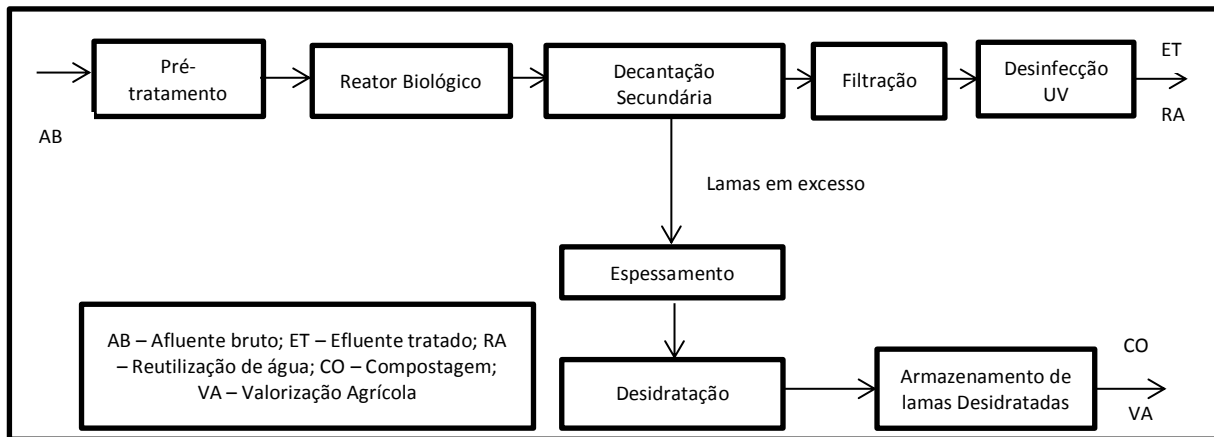 AB
Pré-
tratamento
Reator Biológico
Decantação
Secundária
Filtração
Desinfecção
UV
ET
RA
Lamas em excesso
Espessamento
AB – Afluente bruto; ET – Efluente tratado; RA
– Reutilização de água; CO – Compostagem;
VA – Valorização Agrícola
Desidratação
Armazenamento de
lamas Desidratadas
CO
VA